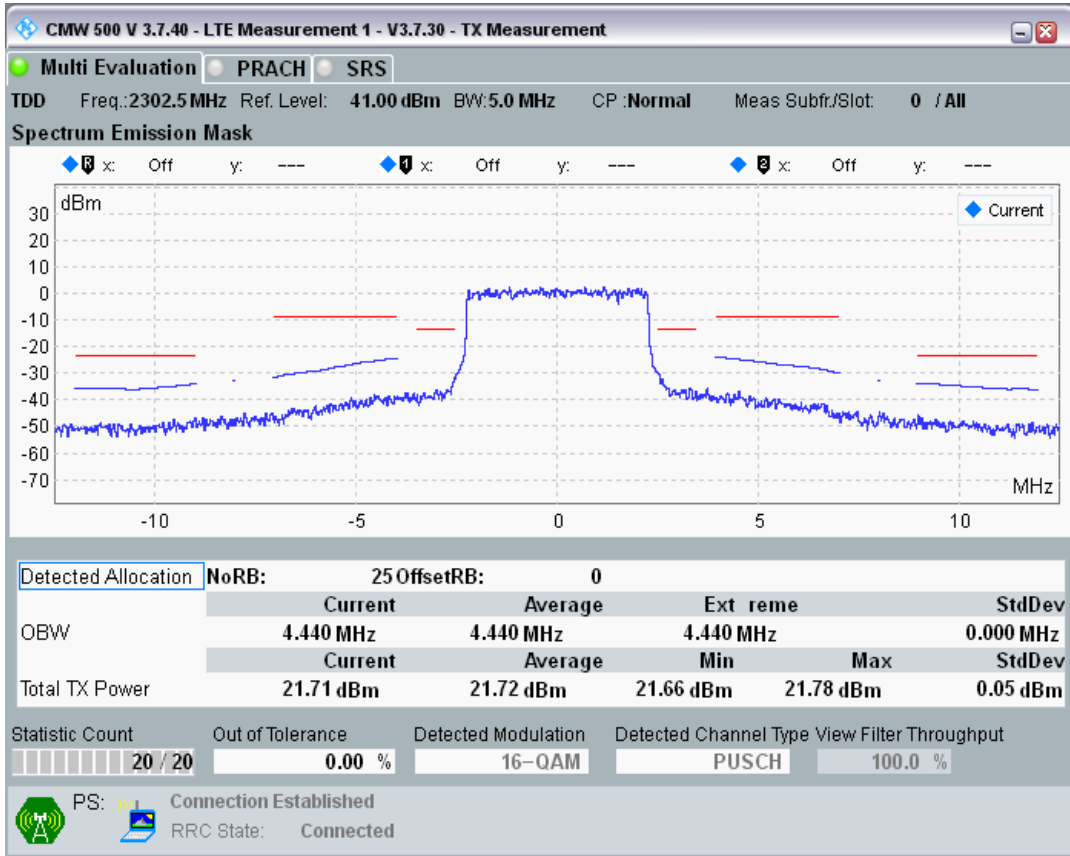 CMW 500 V 3.7.40 - LTE Measurement 1 - V3.7.30 - TX Measurement
Multi Evaluation PRACH SRS
TDD Freq.:2302.5 MHz Ref. Level: 41.00 dBm BW:5.0 MHz CP :Normal Meas Subfr./Slot: 0 / All
Spectrum Emission Mask
R x: Off y: --- 1 x: Off y: --- 2 x: Off y: ---
dBm
Current
30
20
10
0
-10
-20
-30
-40
-50
-60
-70
MHz
-10 -5 0 5 10
Detected Allocation NoRB: 25 OffsetRB: 0
Current Average Ext reme StdDev
OBW 4.440 MHz 4.440 MHz 4.440 MHz 0.000 MHz
Current Average Min Max StdDev
Total TX Power 21.71 dBm 21.72 dBm 21.66 dBm 21.78 dBm 0.05 dBm
Statistic Count Out of Tolerance Detected Modulation Detected Channel Type View Filter Throughput
20 / 20 0.00 % 16-QAM PUSCH 100.0 %
PS: Connection Established
RRC State: Connected